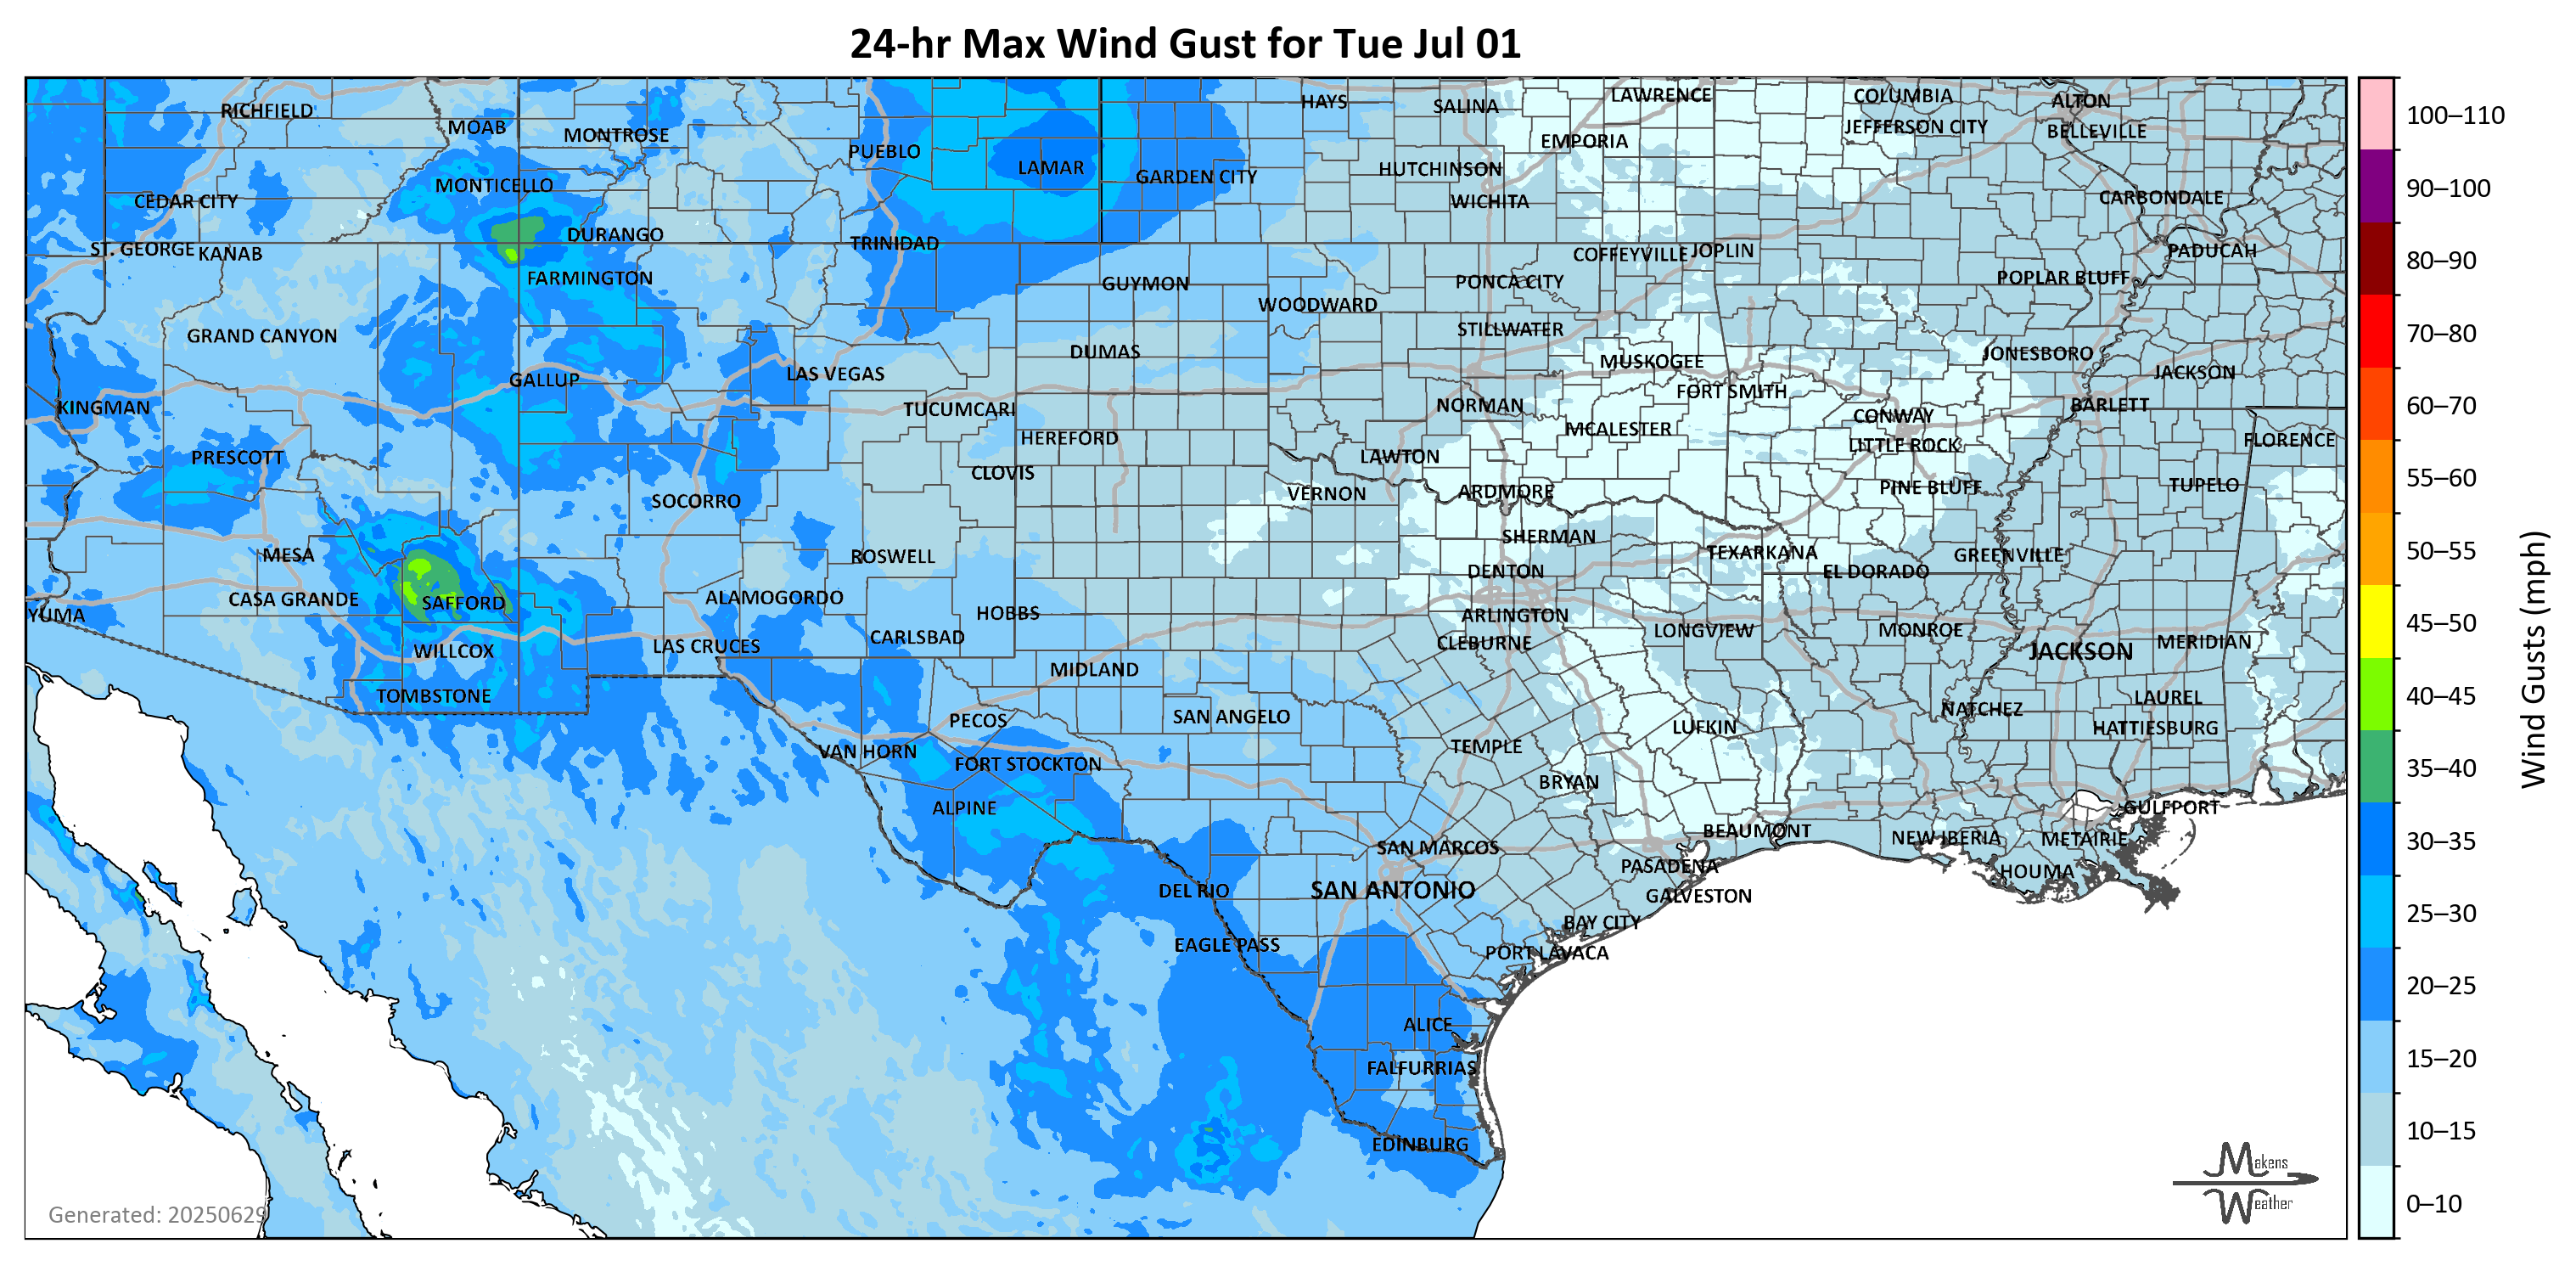 24-hr Max Wind Gust for Tue Jul 01
RICHFIELD
MOAB
MONTROSE
PUEBLO
LAMAR
GARDEN CITY
HAYS
SALINA
LAWRENCE
EMPORIA
HUTCHINSON
WICHITA
COLUMBIA
JEFFERSON CITY
ALTON
BELLEVILLE
CARBONDALE
PADUCAH
MONTICELLO
CEDAR CITY
ST. GEORGE
KANAB
DURANGO
TRINIDAD
FARMINGTON
GUYMON
WOODWARD
PONCA CITY
COFFEYVILLE
JOPLIN
POPLAR BLUFF
GRAND CANYON
DUMAS
STILLWATER
MUSKOGEE
JONESBORO
JACKSON
KINGMAN
GALLUP
LAS VEGAS
TUCUMCARI
HEREFORD
NORMAN
FORT SMITH
MCALESTER
CONWAY
LITTLE ROCK
BARLETT
FLORENCE
PRESCOTT
SOCORRO
CLOVIS
LAWTON
VERNON
ARDMORE
PINE BLUFF
TUPELO
MESA
ROSWELL
SHERMAN
TEXARKANA
DENTON
EL DORADO
GREENVILLE
YUMA
CASA GRANDE
SAFFORD
ALAMOGORDO
HOBBS
ARLINGTON
CLEBURNE
LONGVIEW
MONROE
JACKSON
MERIDIAN
WILLCOX
LAS CRUCES
CARLSBAD
MIDLAND
TOMBSTONE
PECOS
SAN ANGELO
TEMPLE
LUFKIN
NATCHEZ
LAUREL
HATTIESBURG
VAN HORN
FORT STOCKTON
BRYAN
ALPINE
BEAUMONT
NEW IBERIA
METAIRIE
GULFPORT
SAN MARCOS
PASADENA
HOUMA
DEL RIO
SAN ANTONIO
GALVESTON
BAY CITY
EAGLE PASS
PORT LAVACA
ALICE
FALFURRIAS
EDINBURG
Generated: 20250629
Makens
Weather
100–110
90–100
80–90
70–80
60–70
55–60
50–55
45–50
40–45
35–40
30–35
25–30
20–25
15–20
10–15
0–10
Wind Gusts (mph)